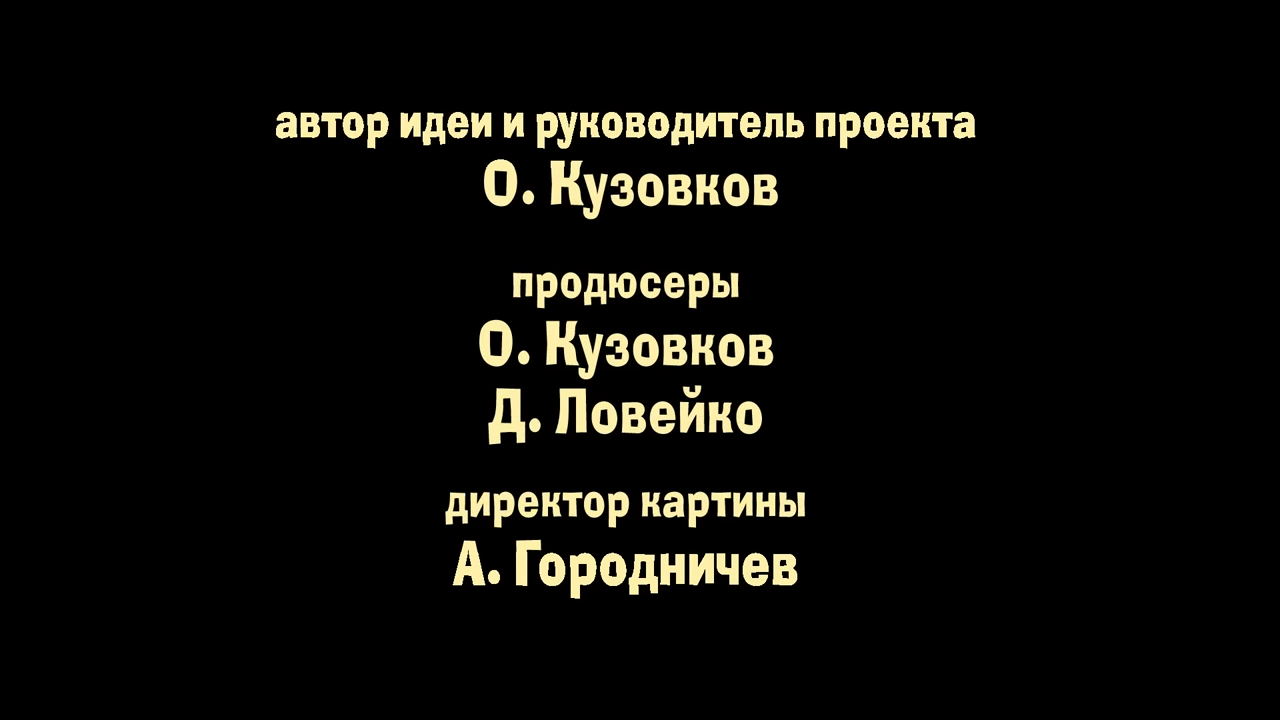 автор идеи и руководитель проекта
О. Кузовков
продюсеры
О. Кузовков
Д. Ловейко
директор картины
А. Городничев